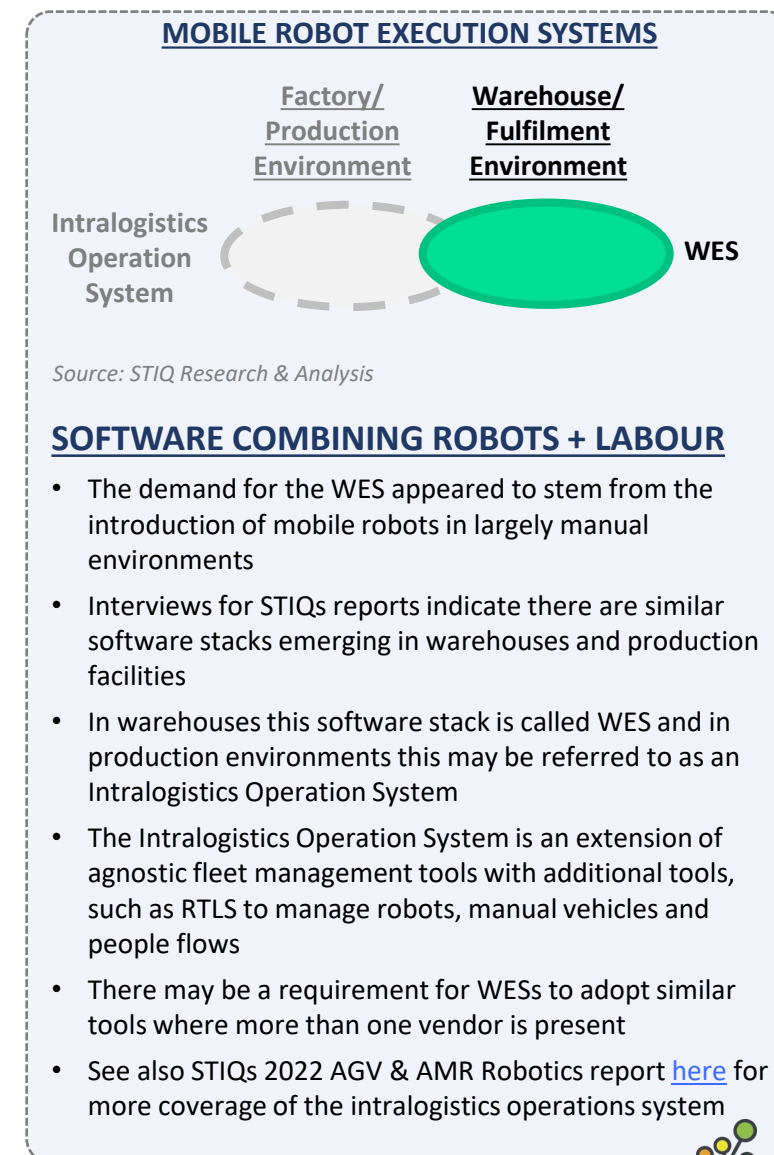 MOBILE ROBOT EXECUTION SYSTEMS
Factory/
Production
Environment
Warehouse/
Fulfilment
Environment
Intralogistics
Operation
System
WES
Source: STIQ Research & Analysis
SOFTWARE COMBINING ROBOTS + LABOUR
• The demand for the WES appeared to stem from the
introduction of mobile robots in largely manual
environments
• Interviews for STIQs reports indicate there are similar
software stacks emerging in warehouses and production
facilities
• In warehouses this software stack is called WES and in
production environments this may be referred to as an
Intralogistics Operation System
• The Intralogistics Operation System is an extension of
agnostic fleet management tools with additional tools,
such as RTLS to manage robots, manual vehicles and
people flows
• There may be a requirement for WESs to adopt similar
tools where more than one vendor is present
• See also STIQs 2022 AGV & AMR Robotics report here for
more coverage of the intralogistics operations system